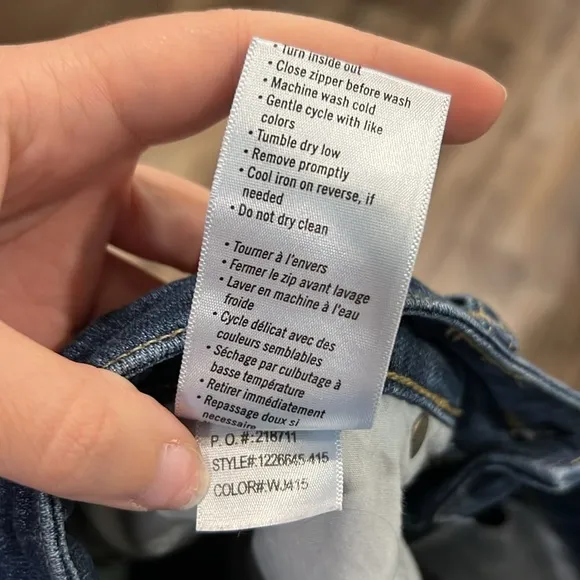 • Turn inside out
• Close zipper before wash
• Machine wash cold
• Gentle cycle with like
colors
• Tumble dry low
• Remove promptly
• Cool iron on reverse, if
needed
• Do not dry clean
• Tourner à l'envers
• Fermer le zip avant lavage
• Laver en machine à l'eau
froide
• Cycle délicat avec des
couleurs semblables
• Séchage par culbutage à
basse température
• Retirer immédiatement
• Repassage doux si
necessaire
P. O.#:218711
STYLE#:1226645-415
COLOR#:WJ415